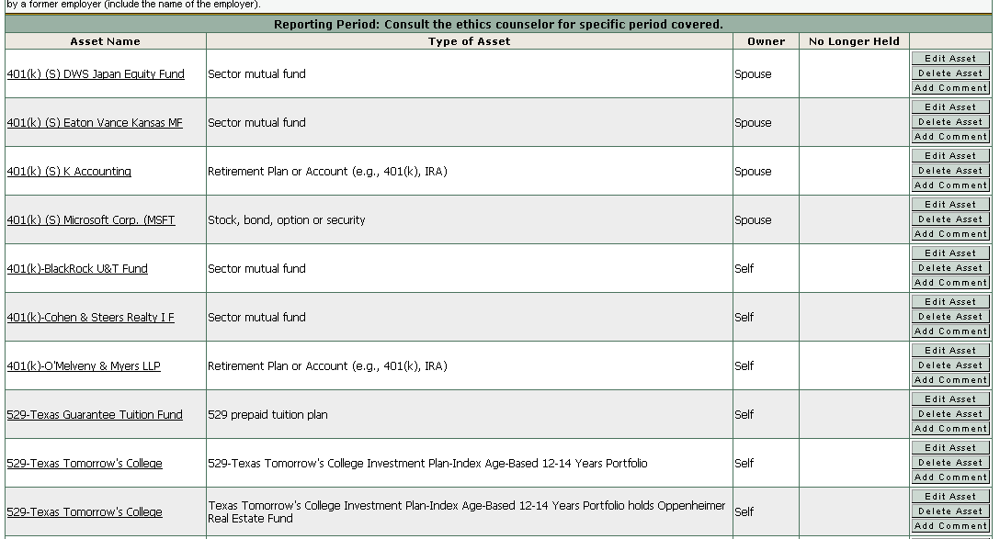 by a former employer (include the name of the employer).
Reporting Period: Consult the ethics counselor for specific period covered.
Asset Name Type of Asset Owner No Longer Held
401(k) (S) DWS Japan Equity Fund Sector mutual fund Spouse
Edit Asset
Delete Asset
Add Comment
401(k) (S) Eaton Vance Kansas MF Sector mutual fund Spouse
Edit Asset
Delete Asset
Add Comment
401(k) (S) K Accounting Retirement Plan or Account (e.g., 401(k), IRA) Spouse
Edit Asset
Delete Asset
Add Comment
401(k) (S) Microsoft Corp. (MSFT Stock, bond, option or security Spouse
Edit Asset
Delete Asset
Add Comment
401(k)-BlackRock U&T Fund Sector mutual fund Self
Edit Asset
Delete Asset
Add Comment
401(k)-Cohen & Steers Realty I F Sector mutual fund Self
Edit Asset
Delete Asset
Add Comment
401(k)-O'Melveny & Myers LLP Retirement Plan or Account (e.g., 401(k), IRA) Self
Edit Asset
Delete Asset
Add Comment
529-Texas Guarantee Tuition Fund 529 prepaid tuition plan Self
Edit Asset
Delete Asset
Add Comment
529-Texas Tomorrow's College 529-Texas Tomorrow's College Investment Plan-Index Age-Based 12-14 Years Portfolio Self
Edit Asset
Delete Asset
Add Comment
529-Texas Tomorrow's College Texas Tomorrow's College Investment Plan-Index Age-Based 12-14 Years Portfolio holds Oppenheimer
Real Estate Fund Self
Edit Asset
Delete Asset
Add Comment